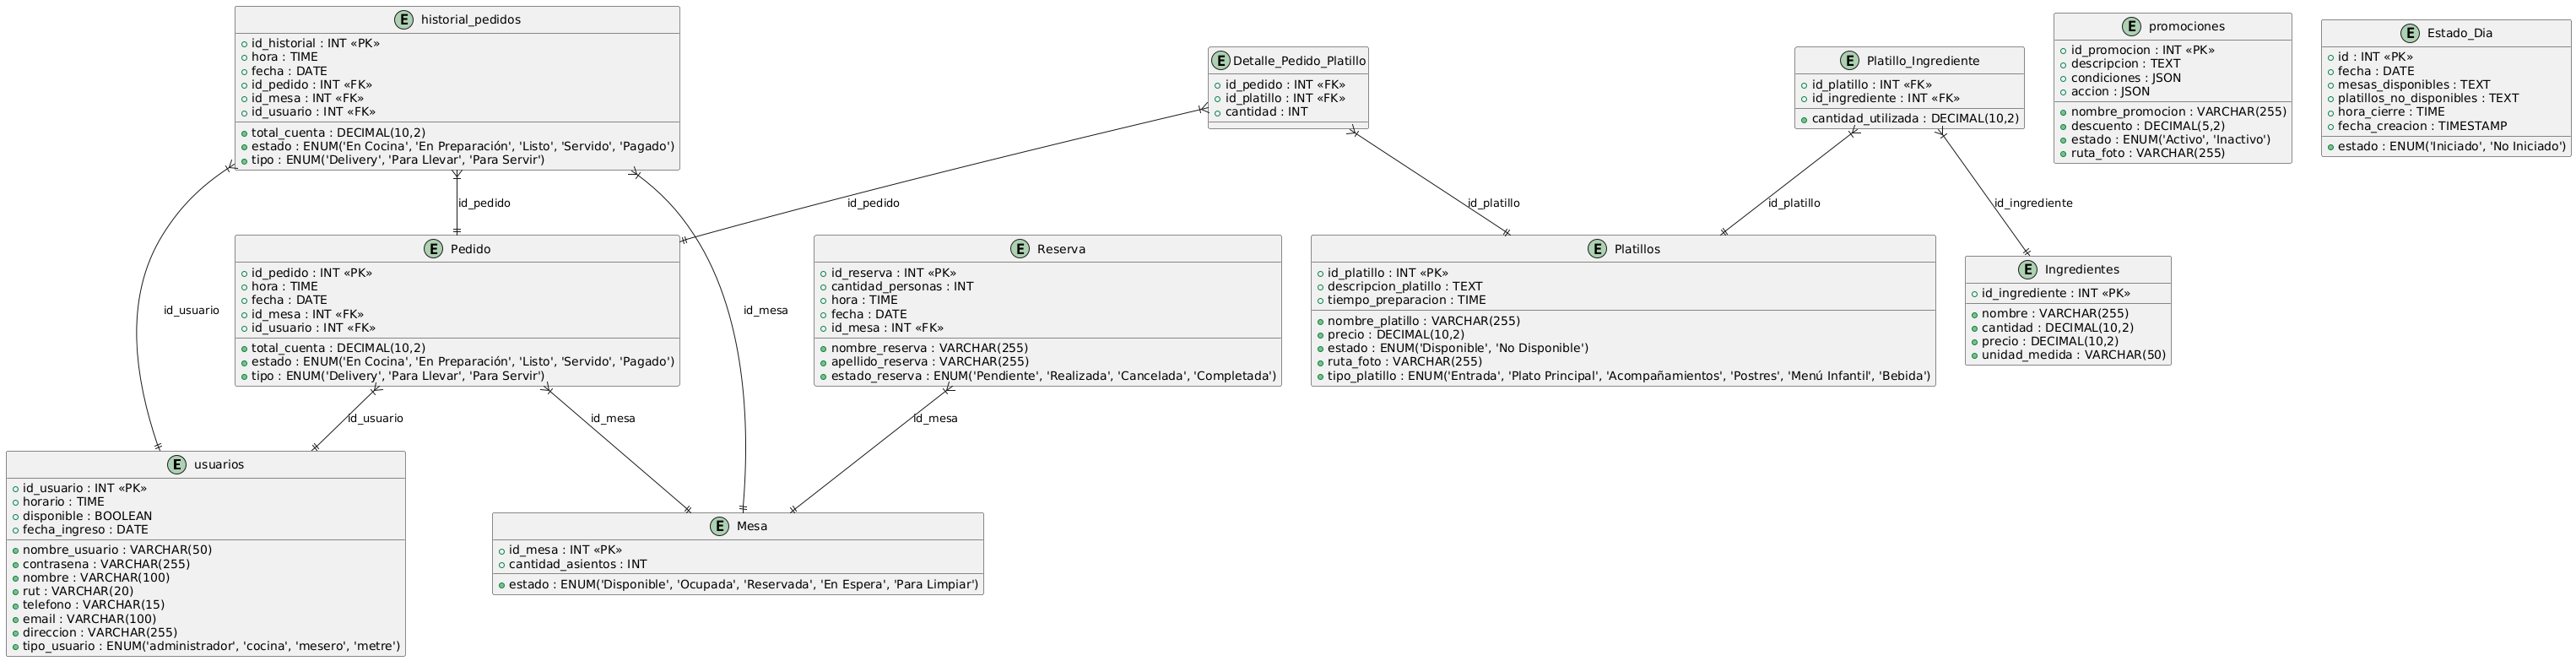 E historial_pedidos
id_historial : INT «PK»
hora : TIME
fecha : DATE
id_pedido : INT «FK»
id_mesa : INT «FK»
id_usuario : INT «FK»
total_cuenta : DECIMAL(10,2)
estado : ENUM('En Cocina', 'En Preparación', 'Listo', 'Servido', 'Pagado')
tipo : ENUM('Delivery', 'Para Llevar', 'Para Servir')
E Detalle_Pedido_Platillo
id_pedido : INT «FK»
id_platillo : INT «FK»
cantidad : INT
E Platillo_Ingrediente
id_platillo : INT «FK»
id_ingrediente : INT «FK»
cantidad_utilizada : DECIMAL(10,2)
E promociones
id_promocion : INT «PK»
descripcion : TEXT
condiciones : JSON
accion : JSON
nombre_promocion : VARCHAR(255)
descuento : DECIMAL(5,2)
estado : ENUM('Activo', 'Inactivo')
ruta_foto : VARCHAR(255)
E Estado_Dia
id : INT «PK»
fecha : DATE
mesas_disponibles : TEXT
platillos_no_disponibles : TEXT
hora_cierre : TIME
fecha_creacion : TIMESTAMP
estado : ENUM('Iniciado', 'No Iniciado')
id_pedido
id_pedido
id_platillo
id_platillo
id_ingrediente
E Pedido
id_pedido : INT «PK»
hora : TIME
fecha : DATE
id_mesa : INT «FK»
id_usuario : INT «FK»
total_cuenta : DECIMAL(10,2)
estado : ENUM('En Cocina', 'En Preparación', 'Listo', 'Servido', 'Pagado')
tipo : ENUM('Delivery', 'Para Llevar', 'Para Servir')
E Reserva
id_reserva : INT «PK»
cantidad_personas : INT
hora : TIME
fecha : DATE
id_mesa : INT «FK»
nombre_reserva : VARCHAR(255)
apellido_reserva : VARCHAR(255)
estado_reserva : ENUM('Pendiente', 'Realizada', 'Cancelada', 'Completada')
E Platillos
id_platillo : INT «PK»
descripcion_platillo : TEXT
tiempo_preparacion : TIME
nombre_platillo : VARCHAR(255)
precio : DECIMAL(10,2)
estado : ENUM('Disponible', 'No Disponible')
ruta_foto : VARCHAR(255)
tipo_platillo : ENUM('Entrada', 'Plato Principal', 'Acompañamientos', 'Postres', 'Menú Infantil', 'Bebida')
E Ingredientes
id_ingrediente : INT «PK»
nombre : VARCHAR(255)
cantidad : DECIMAL(10,2)
precio : DECIMAL(10,2)
unidad_medida : VARCHAR(50)
id_usuario
id_mesa
id_usuario
id_mesa
id_mesa
E usuarios
id_usuario : INT «PK»
horario : TIME
disponible : BOOLEAN
fecha_ingreso : DATE
nombre_usuario : VARCHAR(50)
contrasena : VARCHAR(255)
nombre : VARCHAR(100)
rut : VARCHAR(20)
telefono : VARCHAR(15)
email : VARCHAR(100)
direccion : VARCHAR(255)
tipo_usuario : ENUM('administrador', 'cocina', 'mesero', 'metre')
E Mesa
id_mesa : INT «PK»
cantidad_asientos : INT
estado : ENUM('Disponible', 'Ocupada', 'Reservada', 'En Espera', 'Para Limpiar')